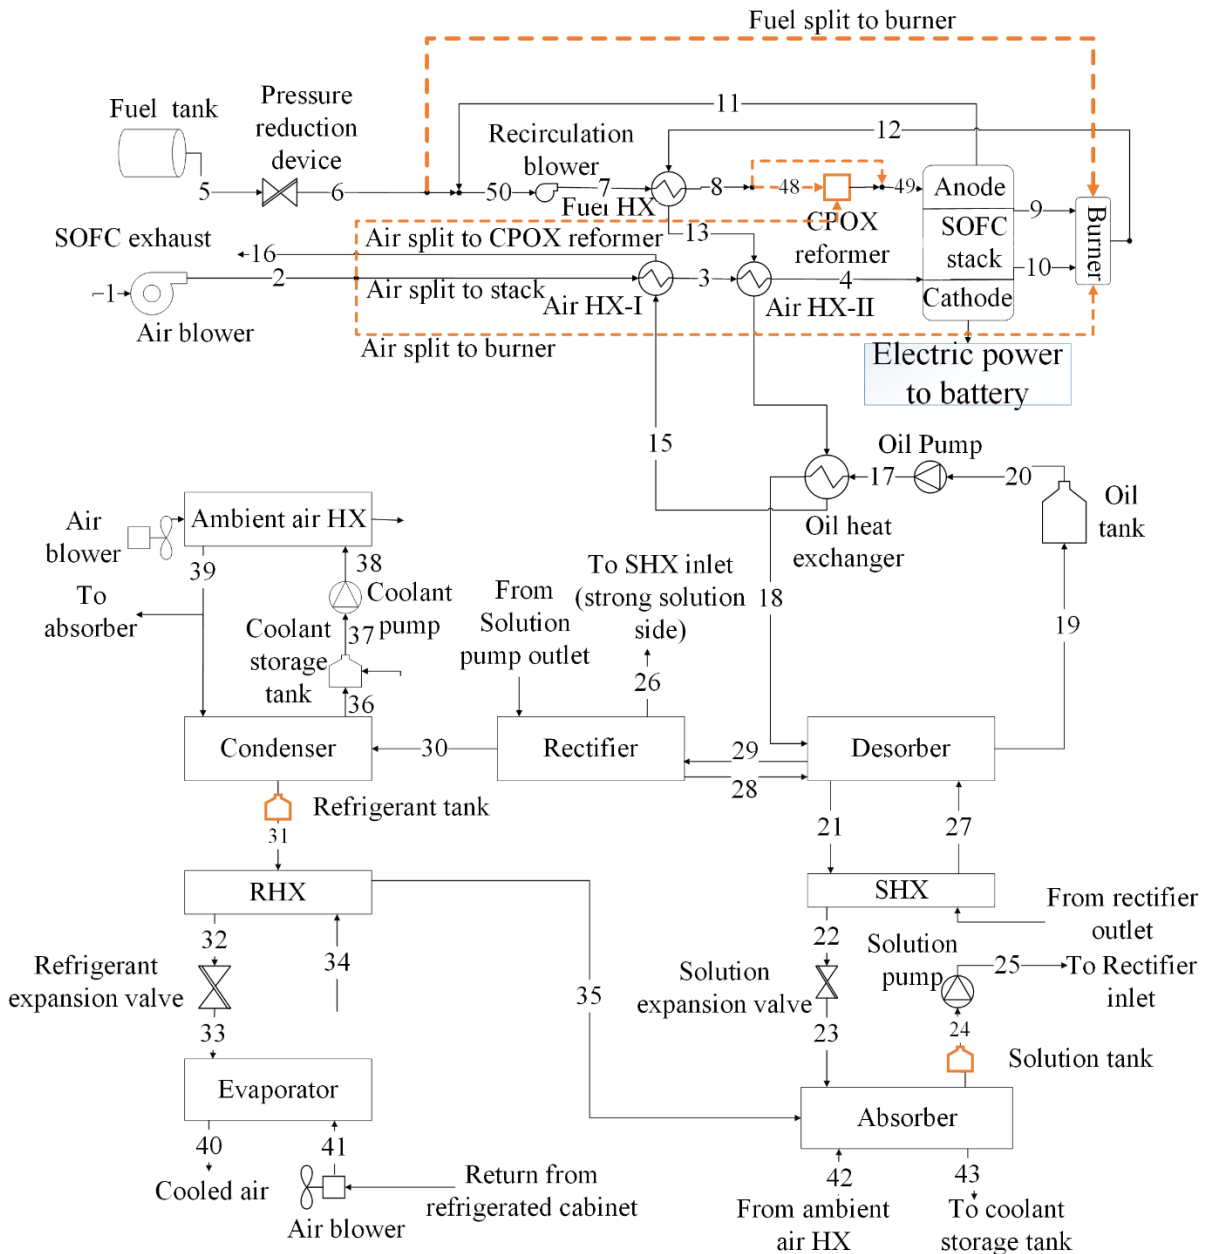 Fuel split to burner
Fuel tank
Pressure
reduction
device
Recirculation
blower
11
12
5
6
50
7
Fuel HX
8
48
49
Anode
SOFC
stack
Cathode
9
10
Burner
CPOX
reformer
13
SOFC exhaust
16
Air split to CPOX reformer
1
2
Air split to stack
3
4
Air HX-I
Air HX-II
Air blower
Air split to burner
Electric power
to battery
15
Oil Pump
17
20
Oil
tank
Oil heat
exchanger
Air
blower
Ambient air HX
39
38
To
absorber
Coolant
pump
37
Coolant
storage
tank
36
From
Solution
pump outlet
To SHX inlet
(strong solution
side)
18
19
26
Condenser
30
Rectifier
29
28
Desorber
Refrigerant tank
31
21
27
RHX
SHX
From rectifier
outlet
32
34
22
Solution
pump
25
To Rectifier
inlet
Refrigerant
expansion valve
35
Solution
expansion valve
24
33
23
Solution tank
Evaporator
Absorber
40
41
42
43
Cooled air
Air blower
Return from
refrigerated cabinet
From ambient
air HX
To coolant
storage tank